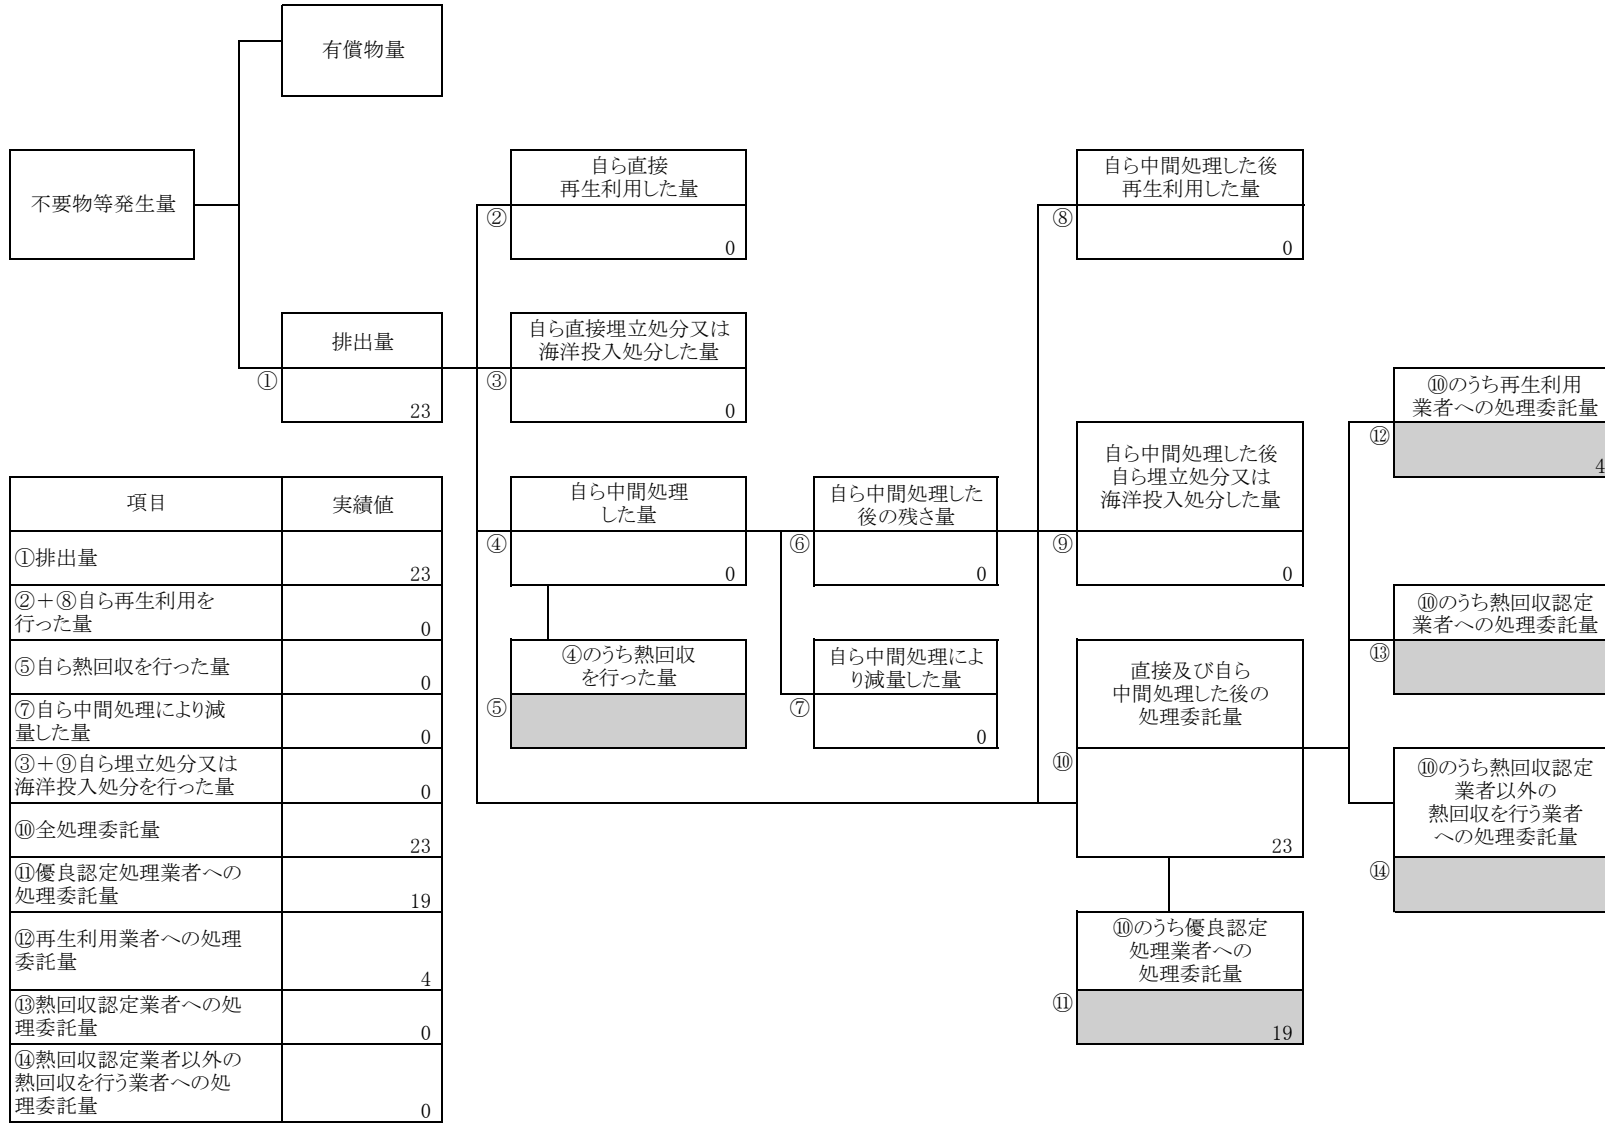 有償物量
不要物等発生量
自ら直接
再生利用した量
②
0
自ら中間処理した後
再生利用した量
⑧
0
排出量
①
23
自ら直接埋立処分又は
海洋投入処分した量
③
0
⑩のうち再生利用
業者への処理委託量
⑫
4
自ら中間処理した後
自ら埋立処分又は
海洋投入処分した量
⑨
0
自ら中間処理
した量
④
0
自ら中間処理した
後の残さ量
⑥
0
⑩のうち熱回収認定
業者への処理委託量
⑬
④のうち熱回収
を行った量
⑤
自ら中間処理によ
り減量した量
⑦
0
直接及び自ら
中間処理した後の
処理委託量
⑩
23
⑩のうち熱回収認定
業者以外の
熱回収を行う業者
への処理委託量
⑭
⑩のうち優良認定
処理業者への
処理委託量
⑪
19
項目 実績値
①排出量
23
②+⑧自ら再生利用を
行った量
0
⑤自ら熱回収を行った量
0
⑦自ら中間処理により減
量した量
0
③+⑨自ら埋立処分又は
海洋投入処分を行った量
0
⑩全処理委託量
23
⑪優良認定処理業者への
処理委託量
19
⑫再生利用業者への処理
委託量
4
⑬熱回収認定業者への処
理委託量
0
⑭熱回収認定業者以外の
熱回収を行う業者への処
理委託量
0